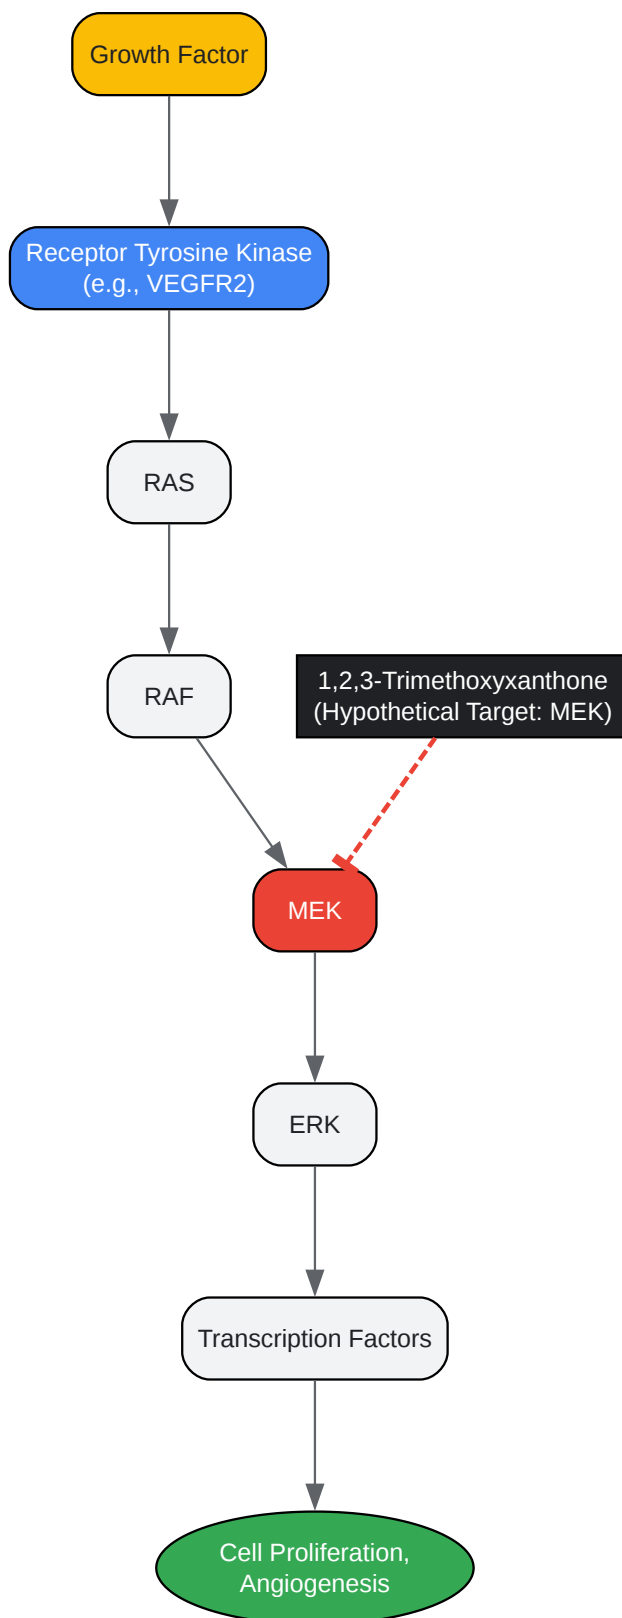 Growth Factor
Receptor Tyrosine Kinase
(e.g., VEGFR2)
RAS
RAF
1,2,3-Trimethoxyxanthone
(Hypothetical Target: MEK)
MEK
ERK
Transcription Factors
Cell Proliferation,
Angiogenesis